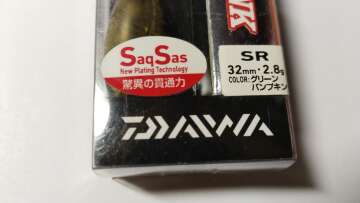 SaqSas
New Plating Technology
驚異の貫通力
SR
32mm・2.8g
COLOR:グリーン
パンプキン
DAIWA